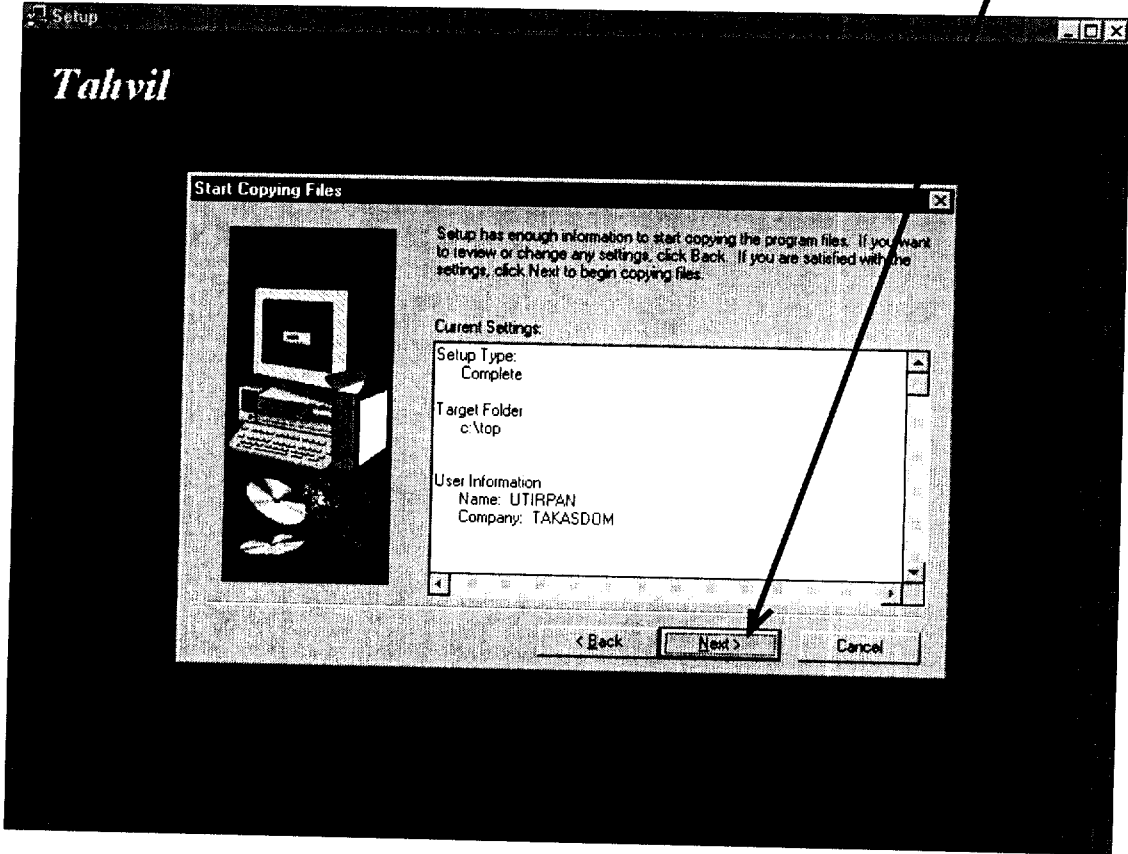 Setup
Tahvil
Start Copying Files
Setup has enough information to start copying the program files. If you want
to review or change any settings, click Back. If you are satisfied with the
settings, click Next to begin copying files.
Current Settings:
Setup Type:
Complete
Target Folder
c:\top
User Information
Name: UTIRPAN
Company: TAKASDOM
< Back
Next >
Cancel